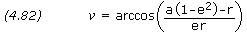 (4.82) ν = arccos(a(1-e²)-r / er)